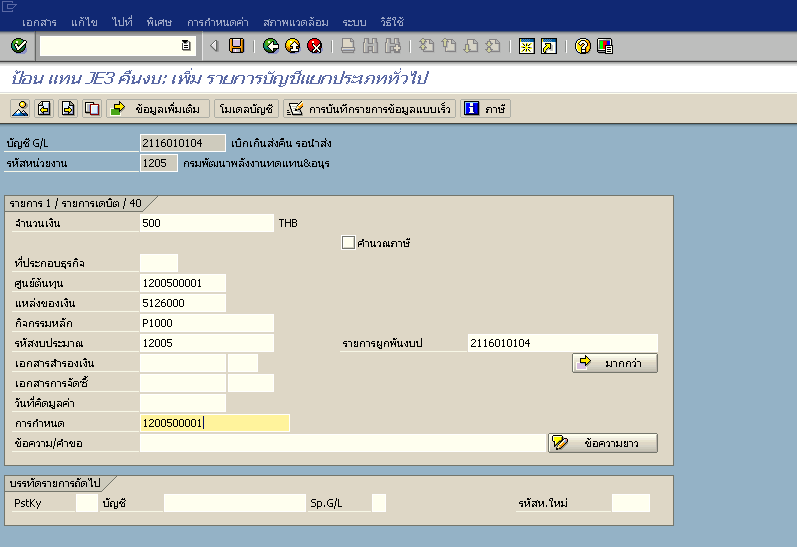 เอกสาร แก้ไข ไปที่ พิเศษ การกำหนดค่า สภาพแวดล้อม ระบบ วิธีใช้
ป้อน แทน JE3 คืนงบ: เพิ่ม รายการบัญชีแยกประเภททั่วไป
ข้อมูลเพิ่มเติม โมเดลบัญชี การบันทึกรายการข้อมูลแบบเร็ว ภาษี
บัญชี G/L 2116010104 เบิกเกินส่งคืน รอนำส่ง
รหัสหน่วยงาน 1205 กรมพัฒนาพลังงานทดแทน&อนุร
รายการ 1 / รายการเดบิต / 40
จำนวนเงิน 500 THB
คำนวณภาษี
ที่ประกอบธุรกิจ
ศูนย์ต้นทุน 1200500001
แหล่งของเงิน 5126000
กิจกรรมหลัก P1000
รหัสงบประมาณ 12005 รายการผูกพันงบป 2116010104
เอกสารสำรองเงิน มากกว่า
เอกสารการจัดซื้
วันที่คิดมูลค่า
การกำหนด 1200500001
ข้อความ/คำขอ ข้อความยาว
บรรทัดรายการถัดไป
PstKy บัญชี Sp.G/L รหัสห.ใหม่